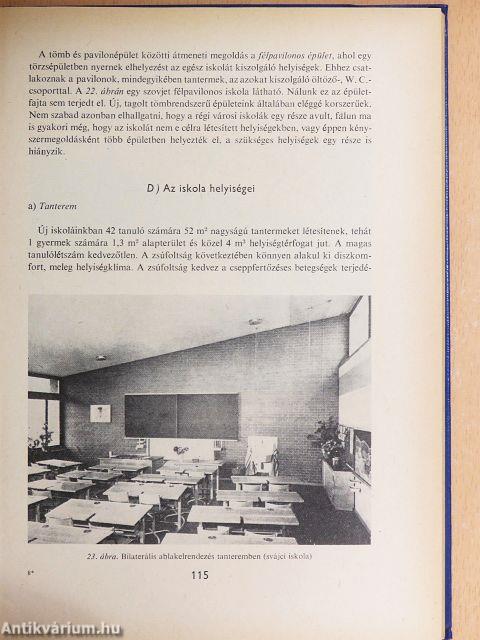 A tömb és pavilonépület közötti átmeneti megoldás a félpavilonos épület, ahol egy
törzsépületben nyernek elhelyezést az egész iskolát kiszolgáló helyiségek. Ehhez csat-
lakoznak a pavilonok, mindegyikében tantermek, az azokat kiszolgáló öltöző-, W. C.-
csoporttal. A 22. ábrán egy szovjet félpavilonos iskola látható. Nálunk ez az épület-
fajta sem terjedt el. Új, tagolt tömbrendszerű épületeink általában eléggé korszerűek.
Nem szabad azonban elhallgatni, hogy a régi városi iskolák egy része avult, falun ma
is gyakori még, hogy az iskolát nem e célra létesített helyiségekben, vagy éppen kény-
szermegoldásként több épületben helyezték el, a szükséges helyiségek egy része is
hiányzik.
D) Az iskola helyiségei
a) Tanterem
Új iskoláinkban 42 tanuló számára 52 m² nagyságú tantermeket létesítenek, tehát
1 gyermek számára 1,3 m² alapterület és közel 4 m³ helyiségtérfogat jut. A magas
tanulólétszám kedvezőtlen. A zsúfoltság következtében könnyen alakul ki diszkom-
fort, meleg helyiségklíma. A zsúfoltság kedvez a cseppfertőzéses betegségek terjedé-
23. ábra. Bilaterális ablakelrendezés tanteremben (svájci iskola)
8*
115
Antikvárium.hu